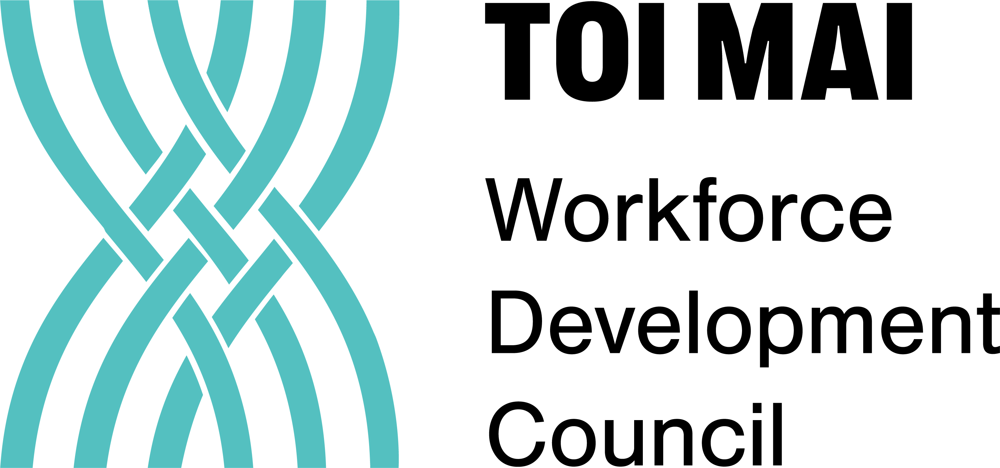 TOI MAI
Workforce
Development
Council